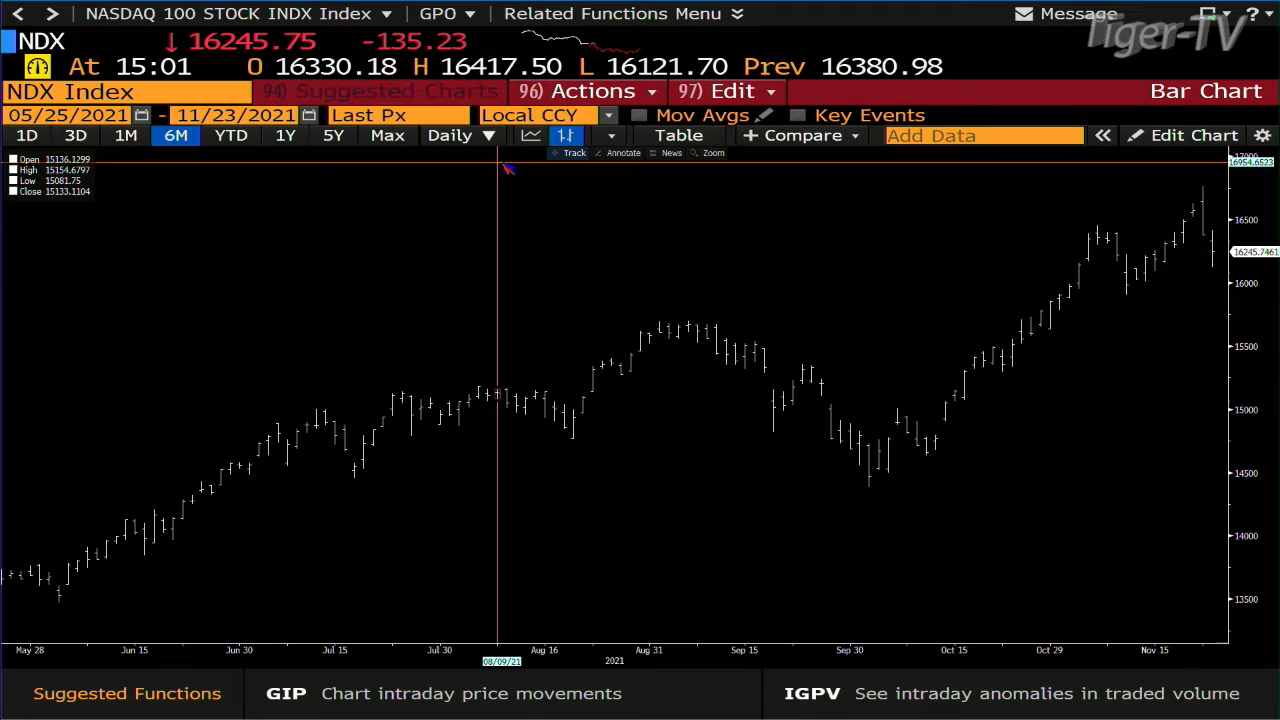 < > NASDAQ 100 STOCK INDX Index GPO Related Functions Menu Message ?
Tiger-TV
NDX ↓ 16245.75 -135.23
At 15:01 O 16330.18 H 16417.50 L 16121.70 Prev 16380.98
NDX Index 94) Suggested Charts 96) Actions 97) Edit Bar Chart
05/25/2021 - 11/23/2021 Last Px Local CCY Mov Avgs Key Events
1D 3D 1M 6M YTD 1Y 5Y Max Daily ▼ Table + Compare Add Data « Edit Chart
Track Annotate News Zoom
Open 15136.1299
High 15154.6797
Low 15081.75
Close 15133.1104
17000
16954.6523
16500
16245.7461
16000
15500
15000
14500
14000
13500
May 28 Jun 15 Jun 30 Jul 15 Jul 30 Aug 16 Aug 31 Sep 15 Sep 30 Oct 15 Oct 29 Nov 15
08/09/21 2021
Suggested Functions GIP Chart intraday price movements IGPV See intraday anomalies in traded volume